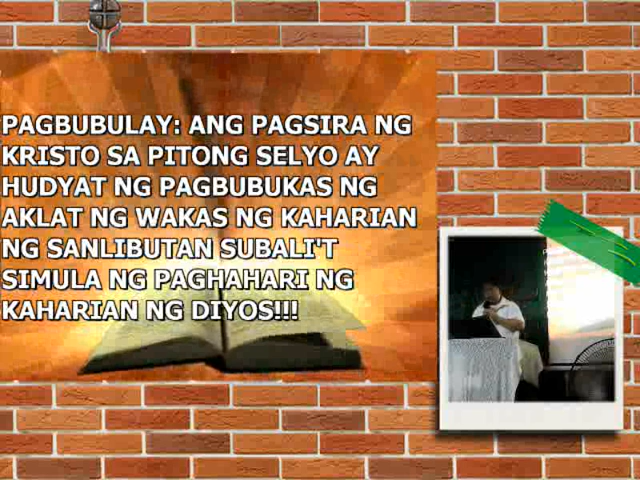 PAGBUBULAY: ANG PAGSIRA NG
KRISTO SA PITONG SELYO AY
HUDYAT NG PAGBUBUKAS NG
AKLAT NG WAKAS NG KAHARIAN
NG SANLIBUTAN SUBALI'T
SIMULA NG PAGHAHARI NG
KAHARIAN NG DIYOS!!!